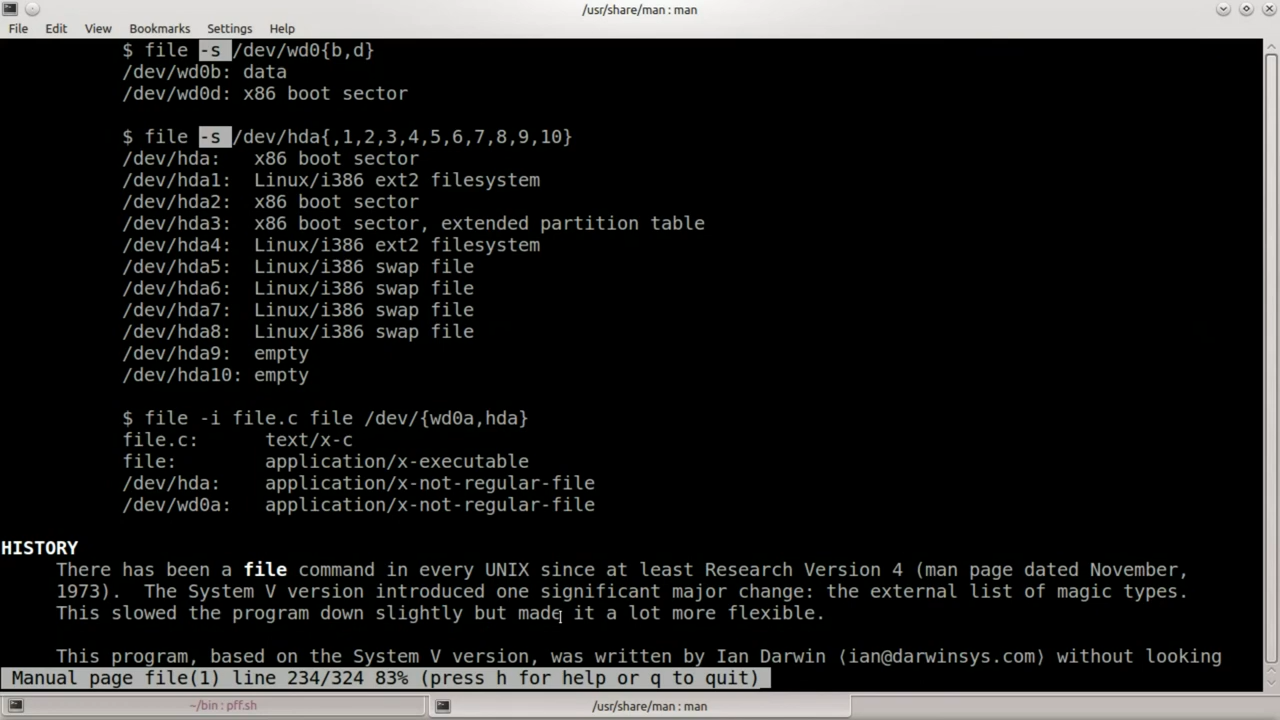 /usr/share/man : man
File Edit View Bookmarks Settings Help
$ file -s /dev/wd0{b,d}
/dev/wd0b: data
/dev/wd0d: x86 boot sector
$ file -s /dev/hda{,1,2,3,4,5,6,7,8,9,10}
/dev/hda: x86 boot sector
/dev/hda1: Linux/i386 ext2 filesystem
/dev/hda2: x86 boot sector
/dev/hda3: x86 boot sector, extended partition table
/dev/hda4: Linux/i386 ext2 filesystem
/dev/hda5: Linux/i386 swap file
/dev/hda6: Linux/i386 swap file
/dev/hda7: Linux/i386 swap file
/dev/hda8: Linux/i386 swap file
/dev/hda9: empty
/dev/hda10: empty
$ file -i file.c file /dev/{wd0a,hda}
file.c: text/x-c
file: application/x-executable
/dev/hda: application/x-not-regular-file
/dev/wd0a: application/x-not-regular-file
HISTORY
There has been a file command in every UNIX since at least Research Version 4 (man page dated November,
1973). The System V version introduced one significant major change: the external list of magic types.
This slowed the program down slightly but made it a lot more flexible.
This program, based on the System V version, was written by Ian Darwin ⟨ian@darwinsys.com⟩ without looking
Manual page file(1) line 234/324 83% (press h for help or q to quit)
~/bin : pff.sh
/usr/share/man : man